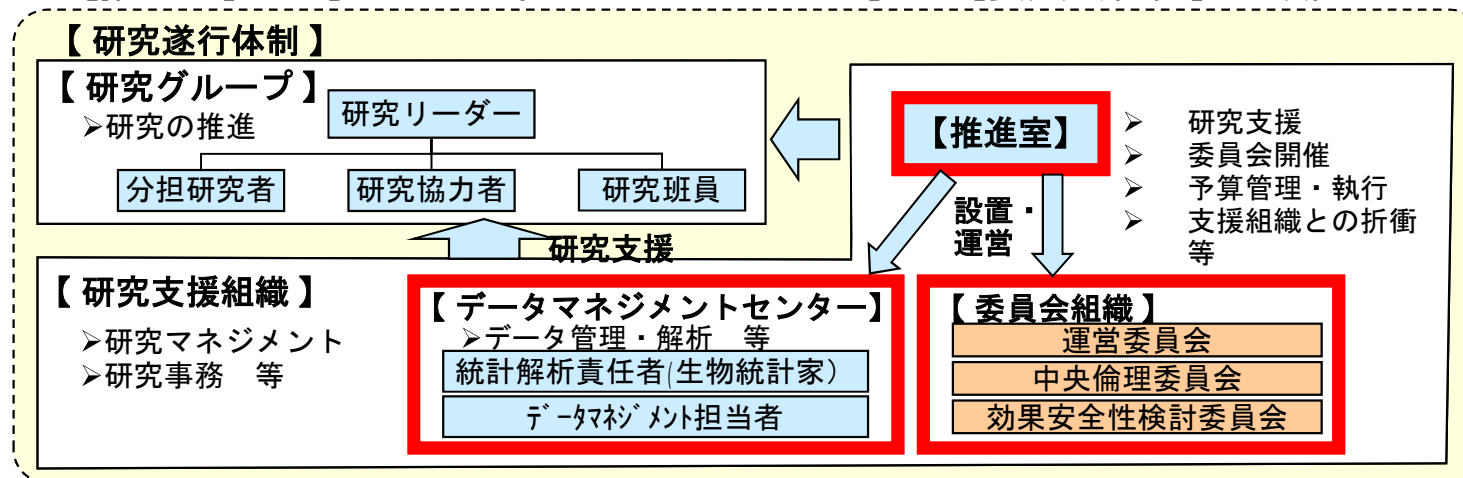 【 研究遂行体制 】
【 研究グループ 】
➢研究の推進
研究リーダー
分担研究者
研究協力者
研究班員
【推進室】
➢ 研究支援
➢ 委員会開催
➢ 予算管理・執行
➢ 支援組織との折衝
等
設置・
運営
研究支援
【 研究支援組織 】
➢研究マネジメント
➢研究事務　等
【 データマネジメントセンター】
➢データ管理・解析　等
統計解析責任者(生物統計家）
ﾃﾞｰﾀﾏﾈｼﾞﾒﾝﾄ担当者
【 委員会組織 】
運営委員会
中央倫理委員会
効果安全性検討委員会